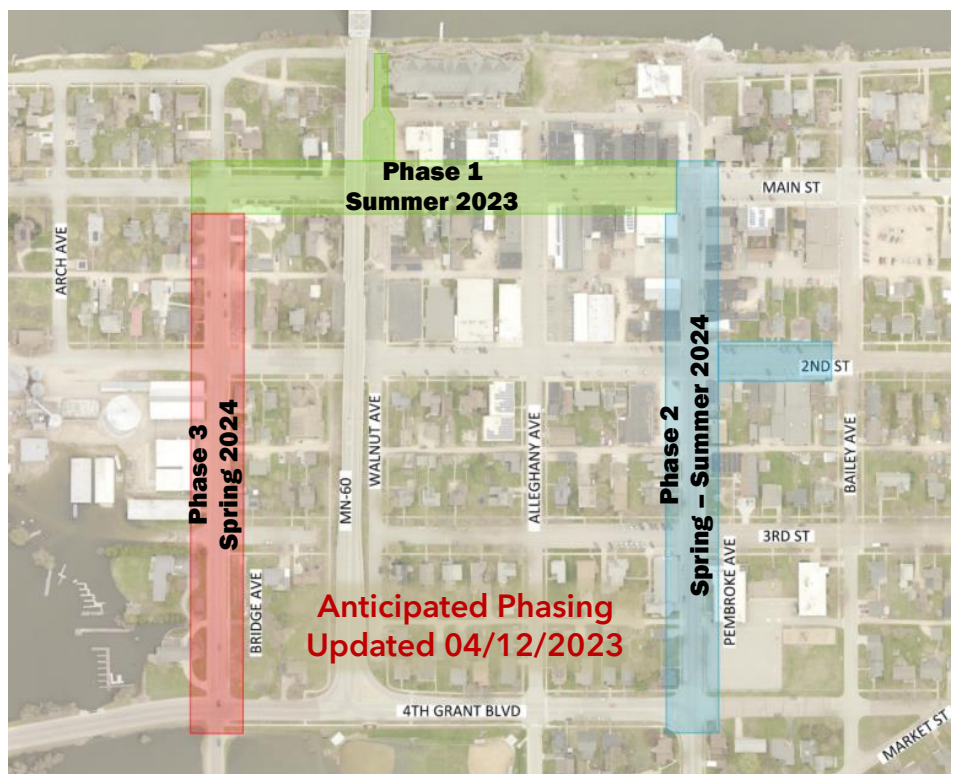 Phase 1
Summer 2023
MAIN ST
ARCH AVE
2ND ST
Phase 3
Spring 2024
Phase 2
Spring – Summer 2024
WALNUT AVE
ALLEGHANY AVE
BAILEY AVE
MN-60
3RD ST
BRIDGE AVE
PEMBROKE AVE
Anticipated Phasing
Updated 04/12/2023
4TH GRANT BLVD
MARKET ST